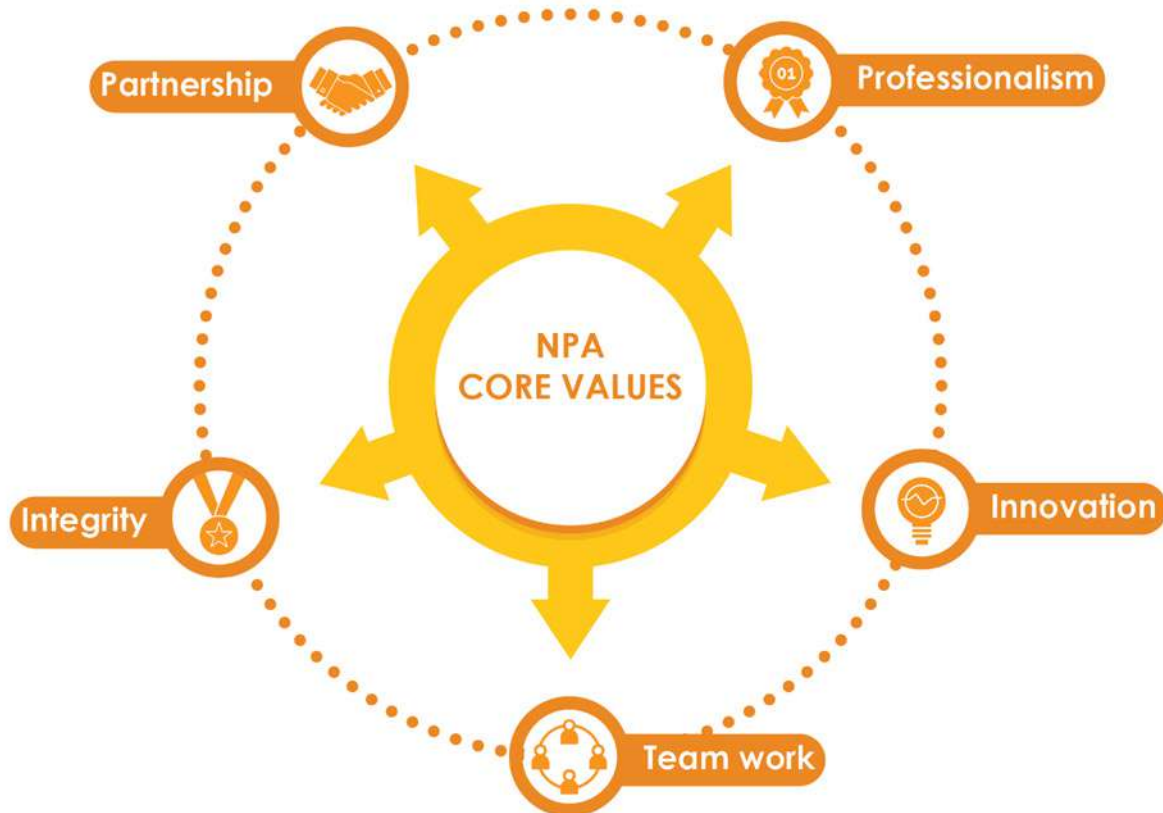 Partnership
01
Professionalism
NPA
CORE VALUES
Integrity
Innovation
Team work